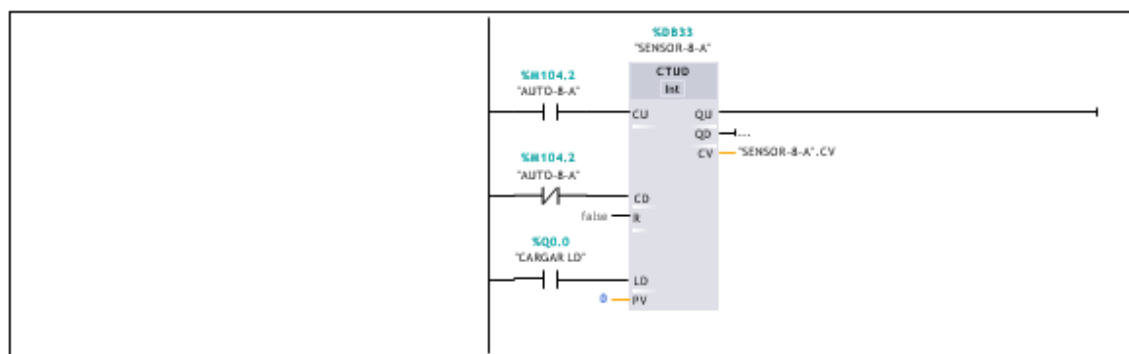 %DB33
"SENSOR-8-A"
%M104.2
"AUTO-8-A"
CTUD
Int
CU
QU
QD
...
CV
"SENSOR-8-A".CV
%M104.2
"AUTO-8-A"
CD
false
R
%Q0.0
"CARGAR LD"
LD
0
PV